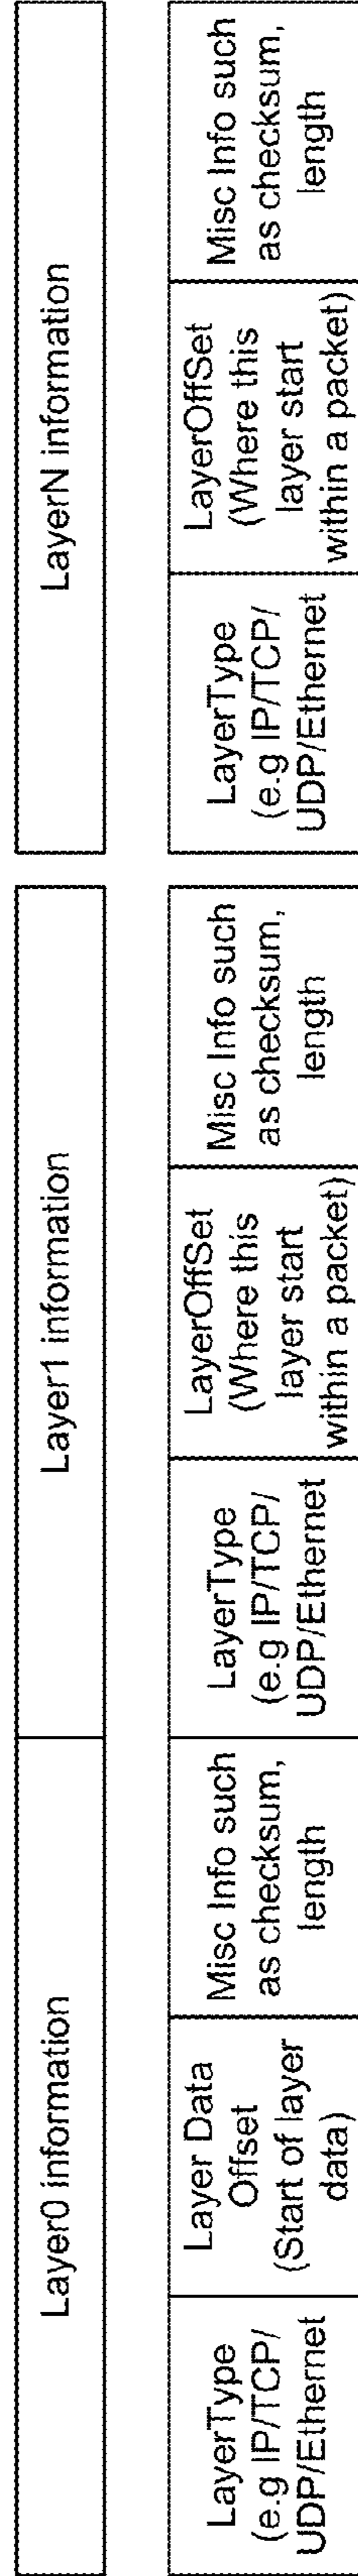 Layer0 information
Layer1 information
LayerN information
LayerType
(e.g IP/TCP/
UDP/Ethernet
Layer Data
Offset
(Start of layer
data)
Misc Info such
as checksum,
length
LayerType
(e.g IP/TCP/
UDP/Ethernet
LayerOffSet
(Where this
layer start
within a packet)
Misc Info such
as checksum,
length
LayerType
(e.g IP/TCP/
UDP/Ethernet
LayerOffSet
(Where this
layer start
within a packet)
Misc Info such
as checksum,
length